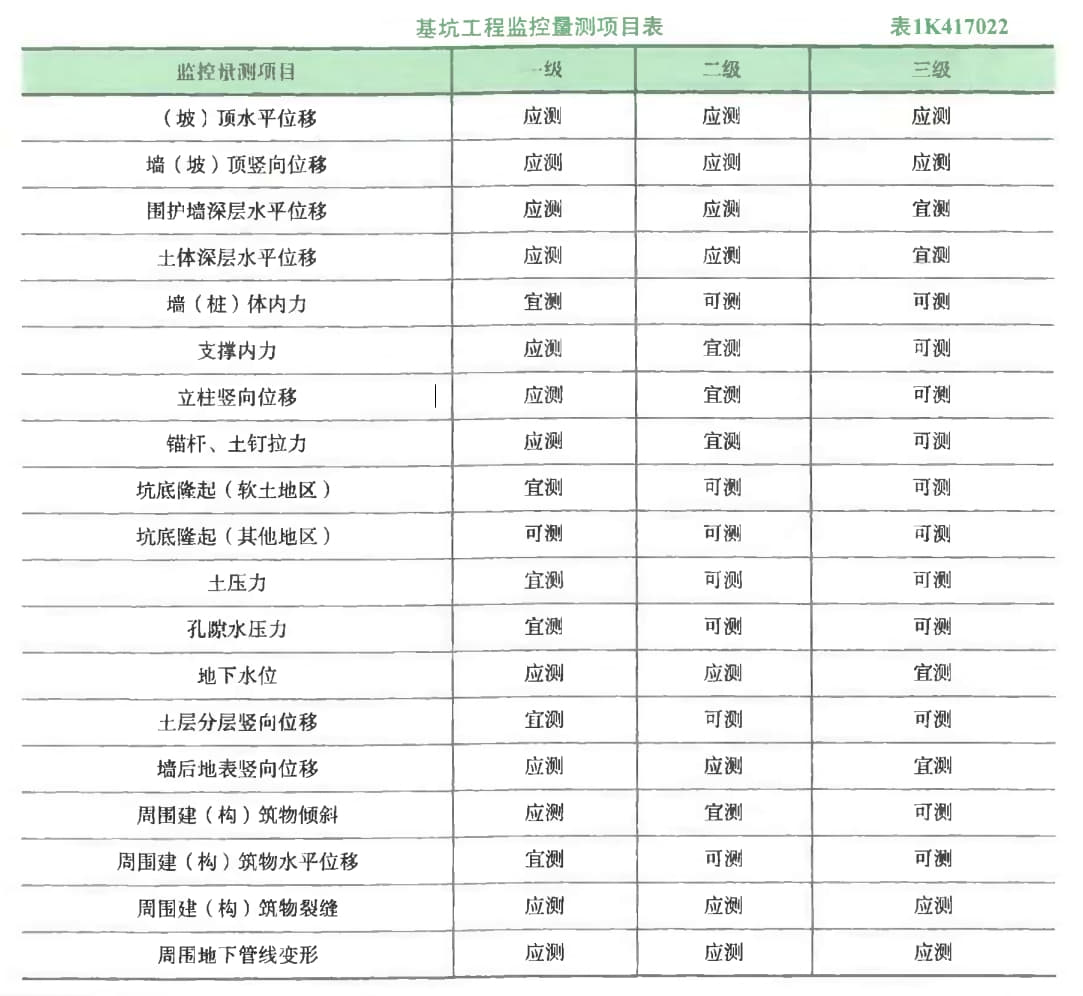 基坑工程监控量测项目表 表1K417022
监控量测项目 一级 二级 三级
（坡）顶水平位移 应测 应测 应测
墙（坡）顶竖向位移 应测 应测 应测
围护墙深层水平位移 应测 应测 宜测
土体深层水平位移 应测 应测 宜测
墙（桩）体内力 宜测 可测 可测
支撑内力 应测 宜测 可测
立柱竖向位移 应测 宜测 可测
锚杆、土钉拉力 应测 宜测 可测
坑底隆起（软土地区） 宜测 可测 可测
坑底隆起（其他地区） 可测 可测 可测
土压力 宜测 可测 可测
孔隙水压力 宜测 可测 可测
地下水位 应测 应测 宜测
土层分层竖向位移 宜测 可测 可测
墙后地表竖向位移 应测 应测 宜测
周围建（构）筑物倾斜 应测 宜测 可测
周围建（构）筑物水平位移 宜测 可测 可测
周围建（构）筑物裂缝 应测 应测 应测
周围地下管线变形 应测 应测 应测